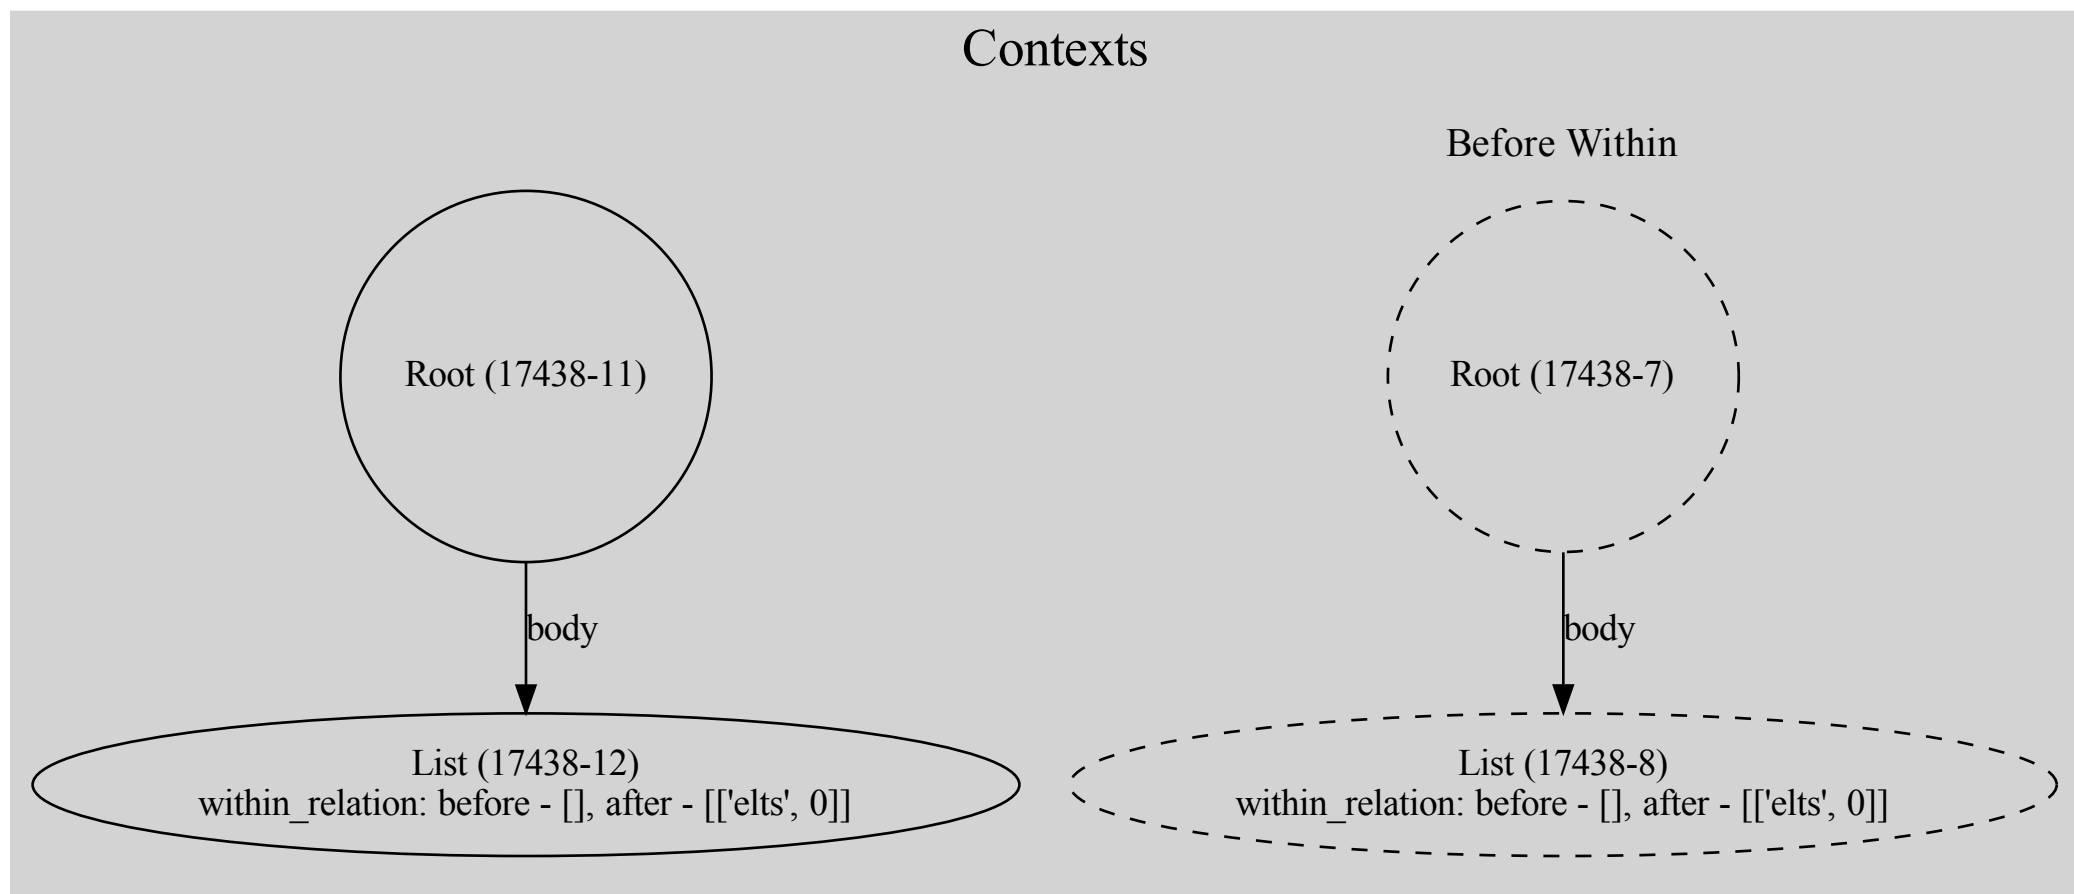 Contexts
Before Within
Root (17438-11)
Root (17438-7)
body
body
List (17438-12)
within_relation: before - [], after - [['elts', 0]]
List (17438-8)
within_relation: before - [], after - [['elts', 0]]